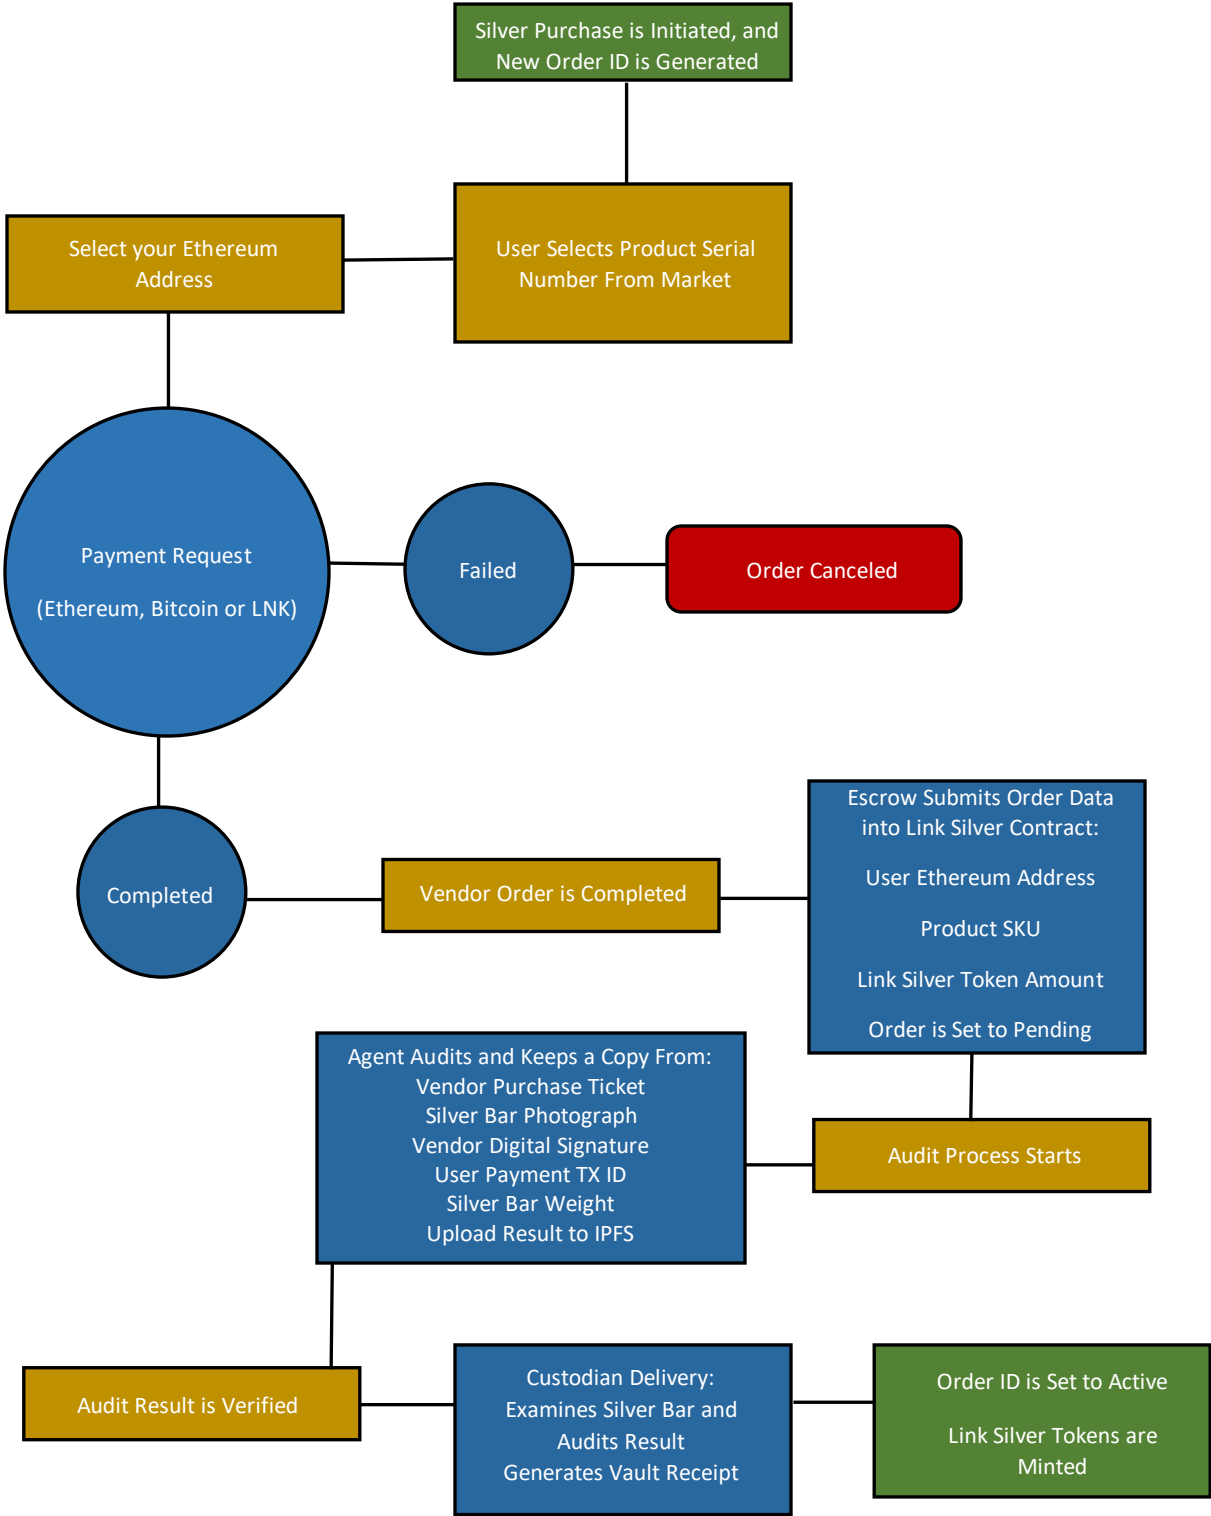 Silver Purchase is Initiated, and
New Order ID is Generated
User Selects Product Serial
Number From Market
Select your Ethereum
Address
Payment Request
(Ethereum, Bitcoin or LNK)
Failed
Order Canceled
Completed
Vendor Order is Completed
Escrow Submits Order Data
into Link Silver Contract:
User Ethereum Address
Product SKU
Link Silver Token Amount
Order is Set to Pending
Audit Process Starts
Agent Audits and Keeps a Copy From:
Vendor Purchase Ticket
Silver Bar Photograph
Vendor Digital Signature
User Payment TX ID
Silver Bar Weight
Upload Result to IPFS
Audit Result is Verified
Custodian Delivery:
Examines Silver Bar and
Audits Result
Generates Vault Receipt
Order ID is Set to Active
Link Silver Tokens are
Minted